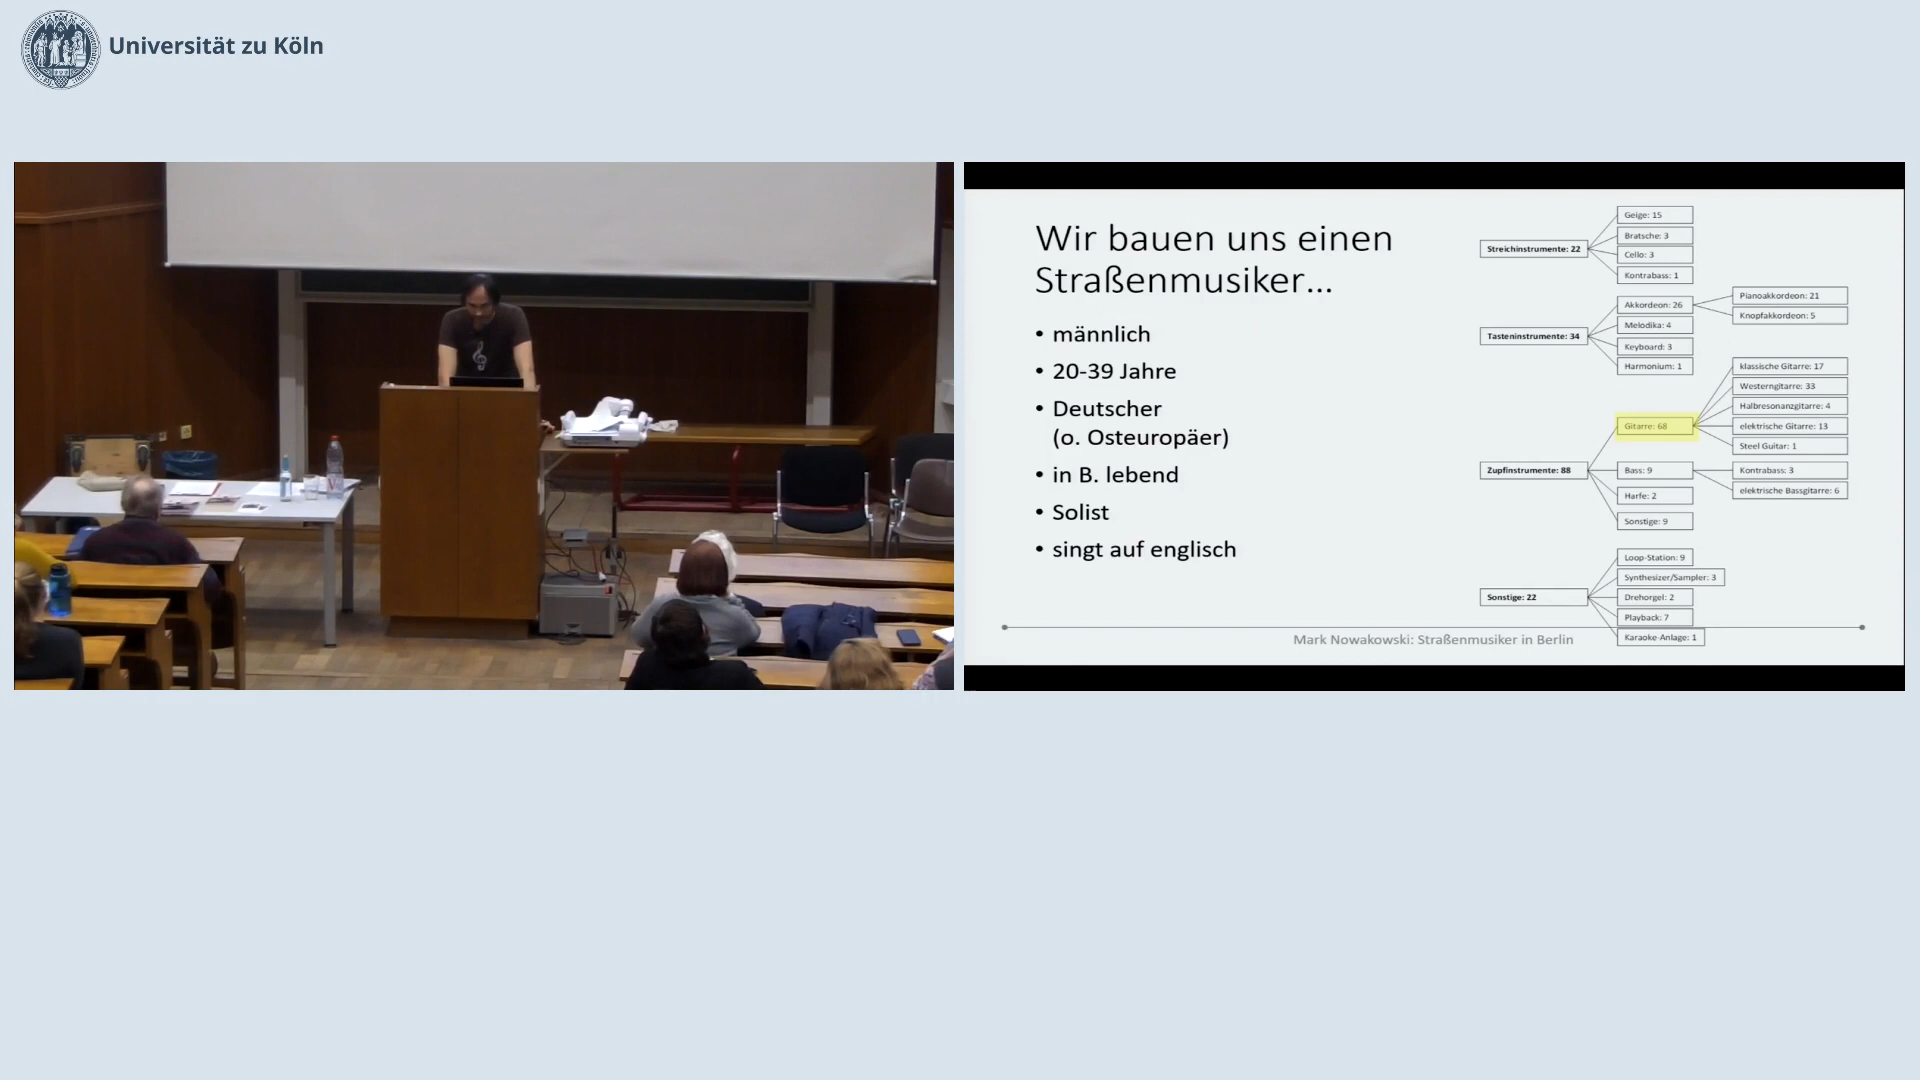 Universität zu Köln
Wir bauen uns einen
Straßenmusiker...
• männlich
• 20-39 Jahre
• Deutscher
(o. Osteuropäer)
• in B. lebend
• Solist
• singt auf englisch
Streichinstrumente: 22
Geige: 15
Bratsche: 3
Cello: 3
Kontrabass: 1
Tasteninstrumente: 34
Akkordeon: 26
Pianoakkordeon: 21
Knopfakkordeon: 5
Melodika: 4
Keyboard: 3
Harmonium: 1
Zupfinstrumente: 88
Gitarre: 68
klassische Gitarre: 17
Westerngitarre: 33
Halbresonanzgitarre: 4
elektrische Gitarre: 13
Steel Guitar: 1
Bass: 9
Kontrabass: 3
elektrische Bassgitarre: 6
Harfe: 2
Sonstige: 9
Sonstige: 22
Loop-Station: 9
Synthesizer/Sampler: 3
Drehorgel: 2
Playback: 7
Karaoke-Anlage: 1
Mark Nowakowski: Straßenmusiker in Berlin